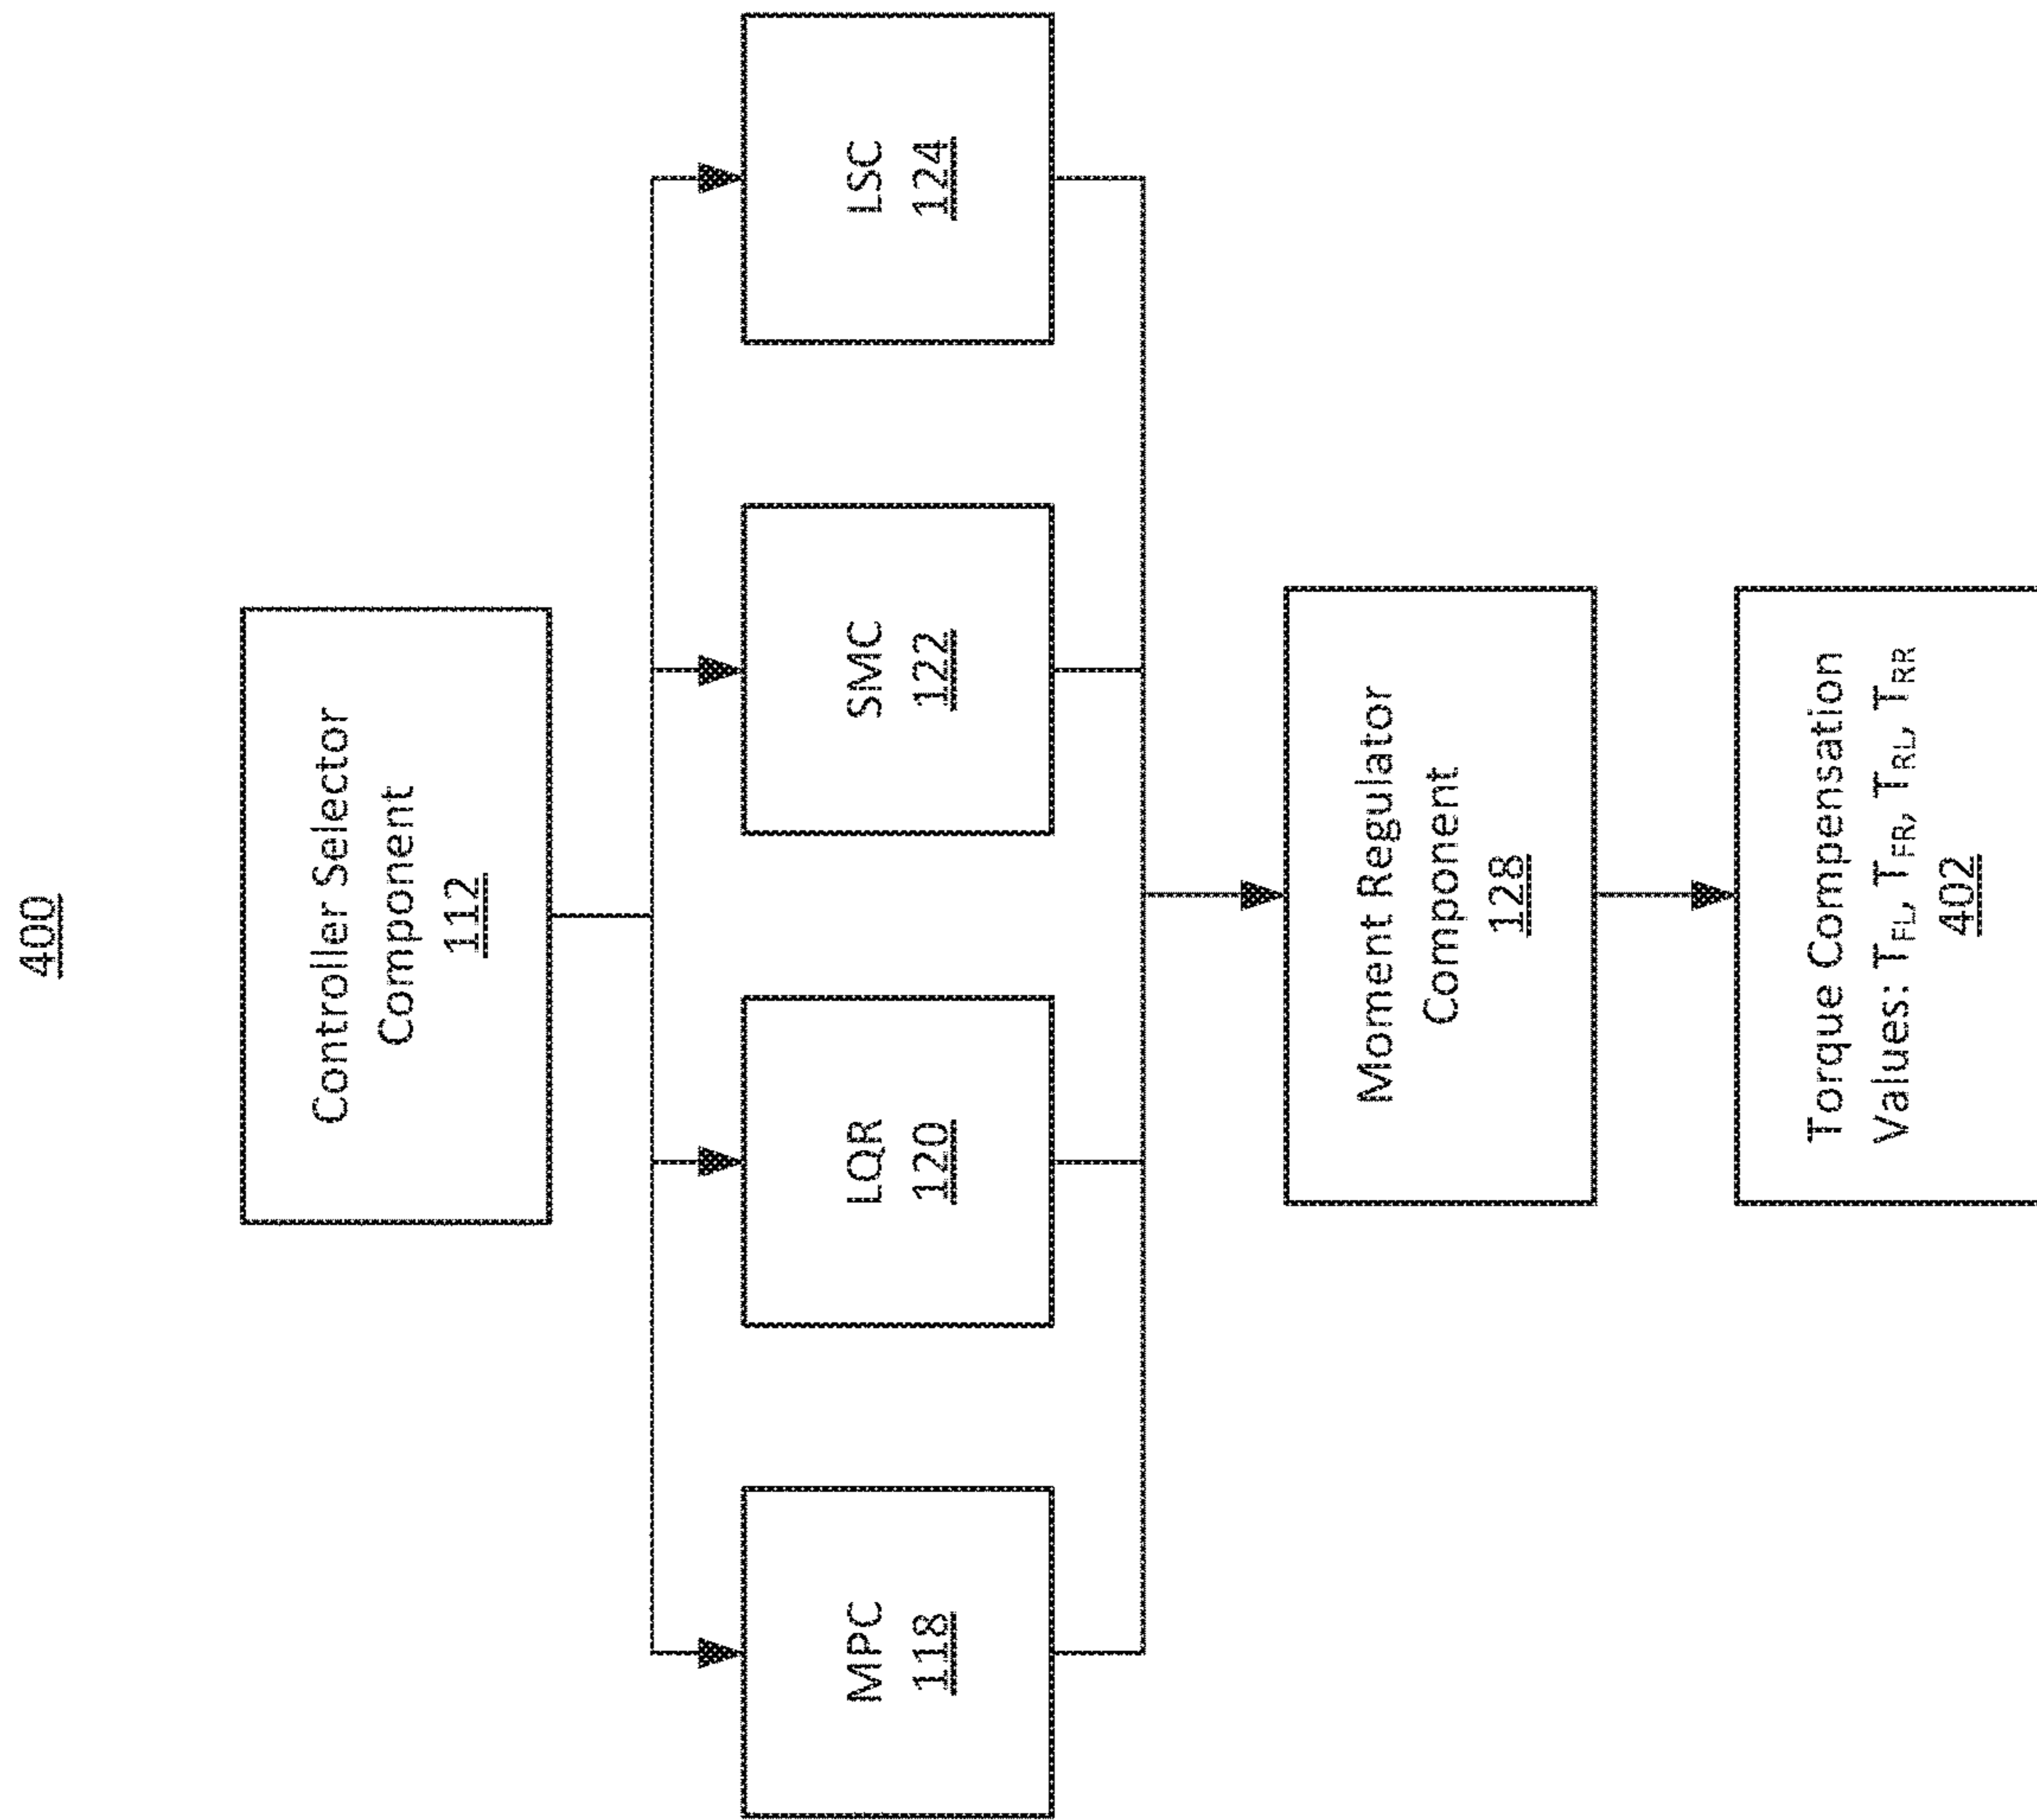 400
Controller Selector
Component
112
MPC
118
LQR
120
SMC
122
LSC
124
Moment Regulator
Component
128
Torque Compensation
Values: TFL, TFR, TRL, TRR
402